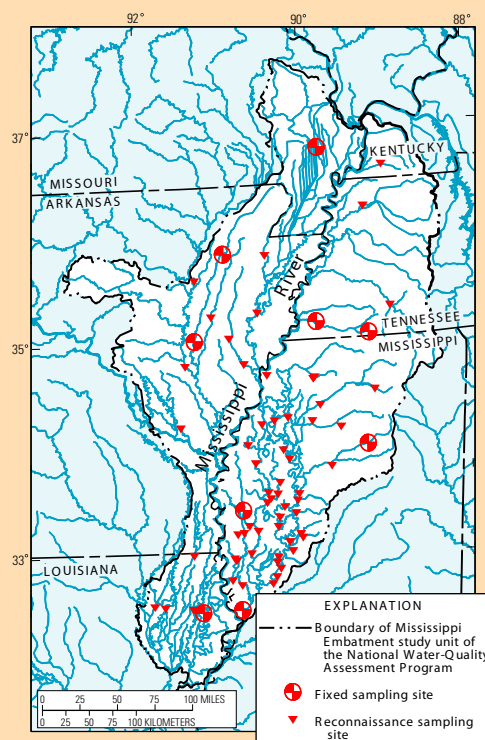 92°
90°
88°
37°
KENTUCKY
MISSOURI
ARKANSAS
River
TENNESSEE
MISSISSIPPI
35°
Mississippi
33°
LOUISIANA
EXPLANATION
Boundary of Mississippi
Embatment study unit of
the National Water-Quality
Assessment Program
Fixed sampling site
Reconnaissance sampling
site
0 25 50 75 100 MILES
0 25 50 75 100 KILOMETERS